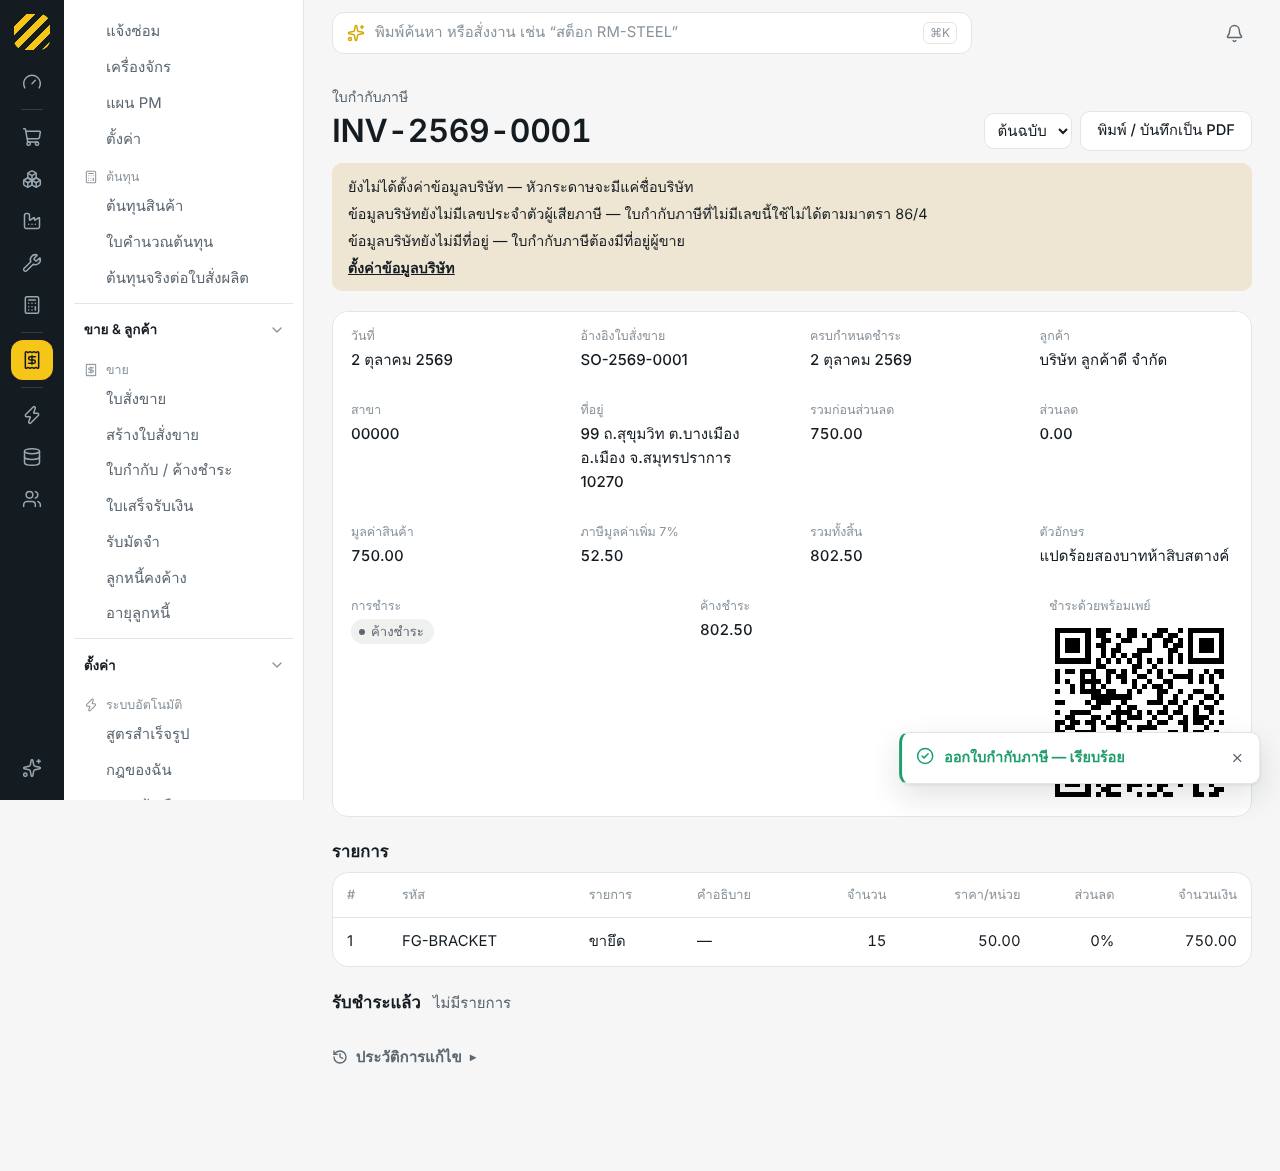 แจ้งซ่อม
เครื่องจักร
แผน PM
ตั้งค่า
ต้นทุน
ต้นทุนสินค้า
ใบคำนวณต้นทุน
ต้นทุนจริงต่อใบสั่งผลิต
ขาย & ลูกค้า
ขาย
ใบสั่งขาย
สร้างใบสั่งขาย
ใบกำกับ / ค้างชำระ
ใบเสร็จรับเงิน
รับมัดจำ
ลูกหนี้คงค้าง
อายุลูกหนี้
ตั้งค่า
ระบบอัตโนมัติ
สูตรสำเร็จรูป
กฎของฉัน
พิมพ์ค้นหา หรือสั่งงาน เช่น “สต็อก RM-STEEL” ⌘K
ใบกำกับภาษี
INV-2569-0001
ต้นฉบับ
พิมพ์ / บันทึกเป็น PDF
ยังไม่ได้ตั้งค่าข้อมูลบริษัท — หัวกระดาษจะมีแค่ชื่อบริษัท
ข้อมูลบริษัทยังไม่มีเลขประจำตัวผู้เสียภาษี — ใบกำกับภาษีที่ไม่มีเลขนี้ใช้ไม่ได้ตามมาตรา 86/4
ข้อมูลบริษัทยังไม่มีที่อยู่ — ใบกำกับภาษีต้องมีที่อยู่ผู้ขาย
ตั้งค่าข้อมูลบริษัท
วันที่ อ้างอิงใบสั่งขาย ครบกำหนดชำระ ลูกค้า
2 ตุลาคม 2569 SO-2569-0001 2 ตุลาคม 2569 บริษัท ลูกค้าดี จำกัด
สาขา ที่อยู่ รวมก่อนส่วนลด ส่วนลด
00000 99 ถ.สุขุมวิท ต.บางเมือง 750.00 0.00
อ.เมือง จ.สมุทรปราการ
10270
มูลค่าสินค้า ภาษีมูลค่าเพิ่ม 7% รวมทั้งสิ้น ตัวอักษร
750.00 52.50 802.50 แปดร้อยสองบาทห้าสิบสตางค์
การชำระ ค้างชำระ ชำระด้วยพร้อมเพย์
ค้างชำระ 802.50
ออกใบกำกับภาษี — เรียบร้อย
รายการ
# รหัส รายการ คำอธิบาย จำนวน ราคา/หน่วย ส่วนลด จำนวนเงิน
1 FG-BRACKET ขายึด — 15 50.00 0% 750.00
รับชำระแล้ว ไม่มีรายการ
ประวัติการแก้ไข ▸